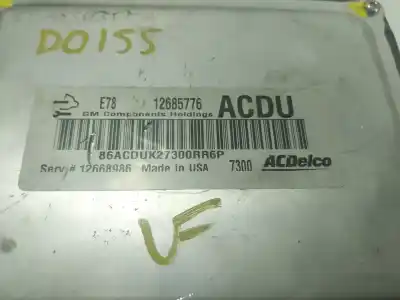 DO155
E78 12685776 ACDU
GM Components Holdings
86ACDUK27300RR6P
Serv# 12668986 Made in USA 7300 ACDelco
VF